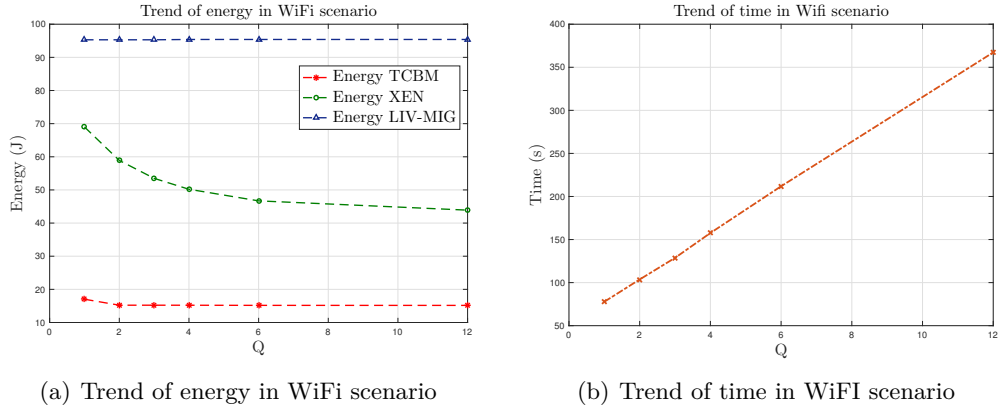 Trend of energy in WiFi scenario
100
90
80
70
60
50
40
30
20
10
Energy (J)
Energy TCBM
Energy XEN
Energy LIV-MIG
0 2 4 6 8 10 12
Q
(a) Trend of energy in WiFi scenario
Trend of time in Wifi scenario
400
350
300
250
200
150
100
50
Time (s)
0 2 4 6 8 10 12
Q
(b) Trend of time in WiFI scenario